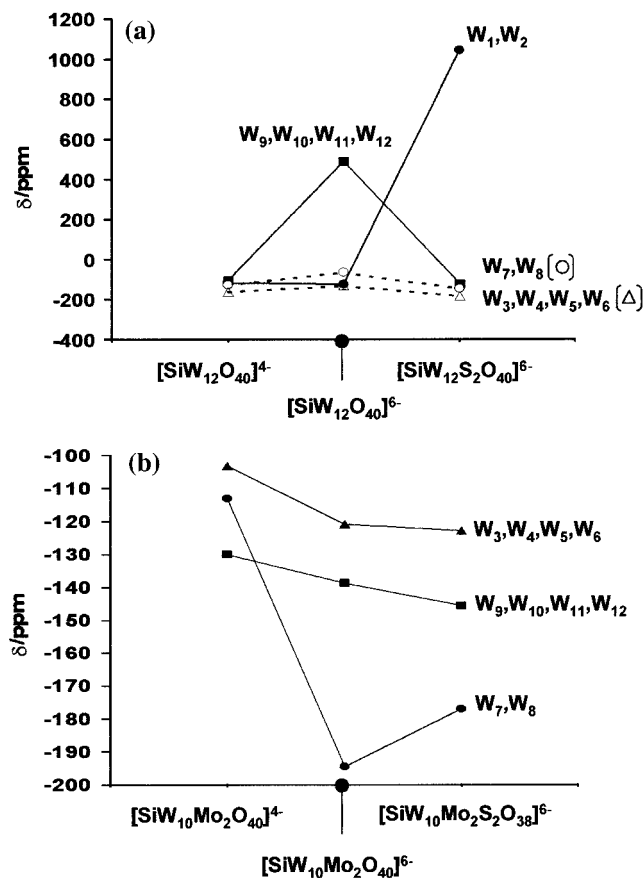 (a)
1200
1000
800
600
400
200
0
-200
-400
δ/ppm
W₁,W₂
W₉,W₁₀,W₁₁,W₁₂
W₇,W₈(○)
W₃,W₄,W₅,W₆(△)
[SiW₁₂O₄₀]⁴⁻
[SiW₁₂S₂O₄₀]⁶⁻
[SiW₁₂O₄₀]⁶⁻
(b)
-100
-110
-120
-130
-140
-150
-160
-170
-180
-190
-200
δ/ppm
W₃,W₄,W₅,W₆
W₉,W₁₀,W₁₁,W₁₂
W₇,W₈
[SiW₁₀Mo₂O₄₀]⁴⁻
[SiW₁₀Mo₂S₂O₃₈]⁶⁻
[SiW₁₀Mo₂O₄₀]⁶⁻